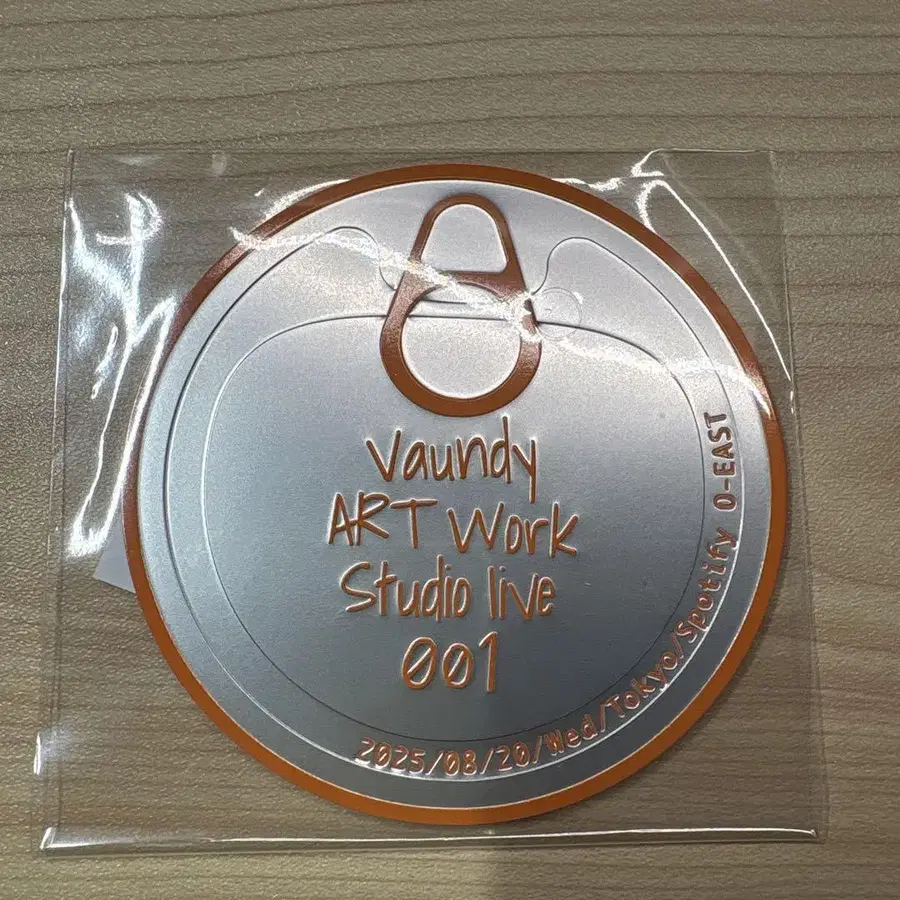 Vaundy
ART Work
Studio live
001
2025/08/20/Wed/Tokyo/Spotify O-EAST